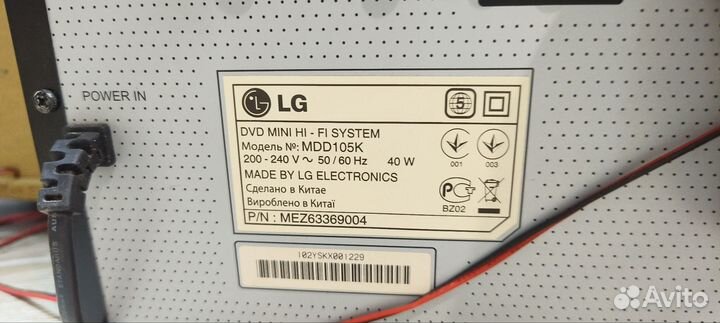 POWER IN
LG
5
DVD MINI HI - FI SYSTEM
Модель №: MDD105K
200 - 240 V ~ 50 / 60 Hz 40 W
001 003
MADE BY LG ELECTRONICS
Сделано в Китае
Вироблено в Китаї
BZ02
P/N : MEZ63369004
102YSKX001229
Avito